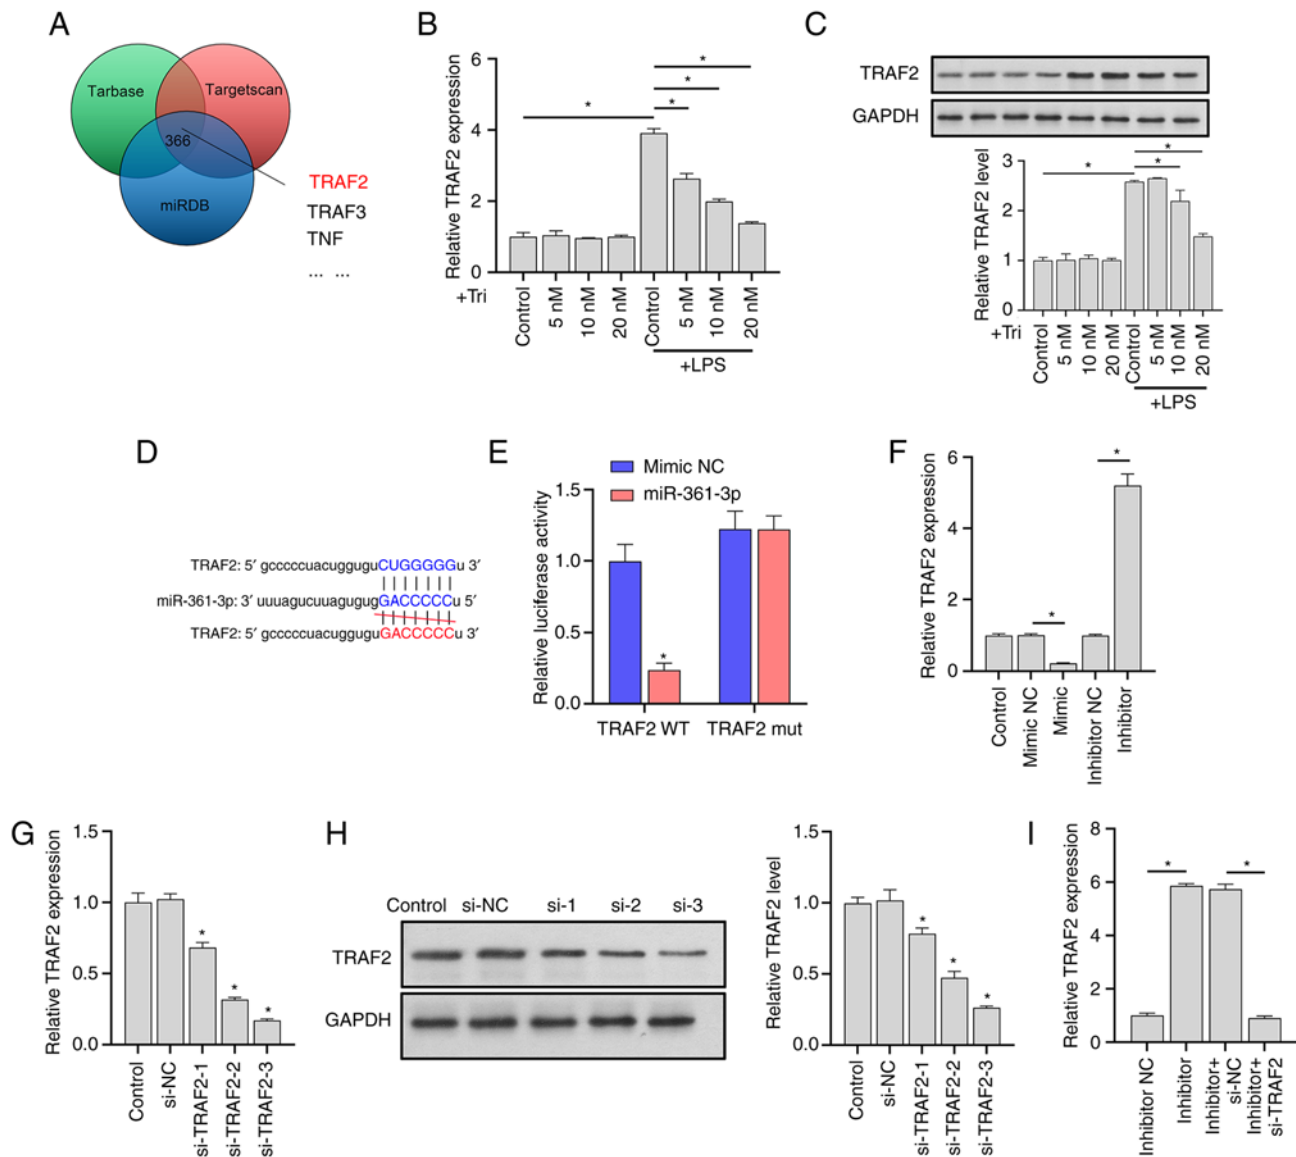 A
Tarbase
Targetscan
366
miRDB
TRAF2
TRAF3
TNF
... ...
B
Relative TRAF2 expression
6
4
2
0
*
*
*
*
+Tri
Control
5 nM
10 nM
20 nM
Control
5 nM
10 nM
20 nM
+LPS
C
TRAF2
GAPDH
Relative TRAF2 level
3
2
1
0
*
*
*
+Tri
Control
5 nM
10 nM
20 nM
Control
5 nM
10 nM
20 nM
+LPS
D
TRAF2: 5′ gcccccuacugguguCUGGGGGu 3′
miR-361-3p: 3′ uuuagucuuagugugGACCCCCu 5′
TRAF2: 5′ gcccccuacugguguGACCCCCu 3′
E
Mimic NC
miR-361-3p
Relative luciferase activity
1.5
1.0
0.5
0.0
*
TRAF2 WT
TRAF2 mut
F
Relative TRAF2 expression
6
4
2
0
*
*
Control
Mimic NC
Mimic
Inhibitor NC
Inhibitor
G
Relative TRAF2 expression
1.5
1.0
0.5
0.0
*
*
*
Control
si-NC
si-TRAF2-1
si-TRAF2-2
si-TRAF2-3
H
Control si-NC si-1 si-2 si-3
TRAF2
GAPDH
Relative TRAF2 level
1.5
1.0
0.5
0.0
*
*
*
Control
si-NC
si-TRAF2-1
si-TRAF2-2
si-TRAF2-3
I
Relative TRAF2 expression
8
6
4
2
0
*
*
Inhibitor NC
Inhibitor
Inhibitor+
si-NC
Inhibitor+
si-TRAF2